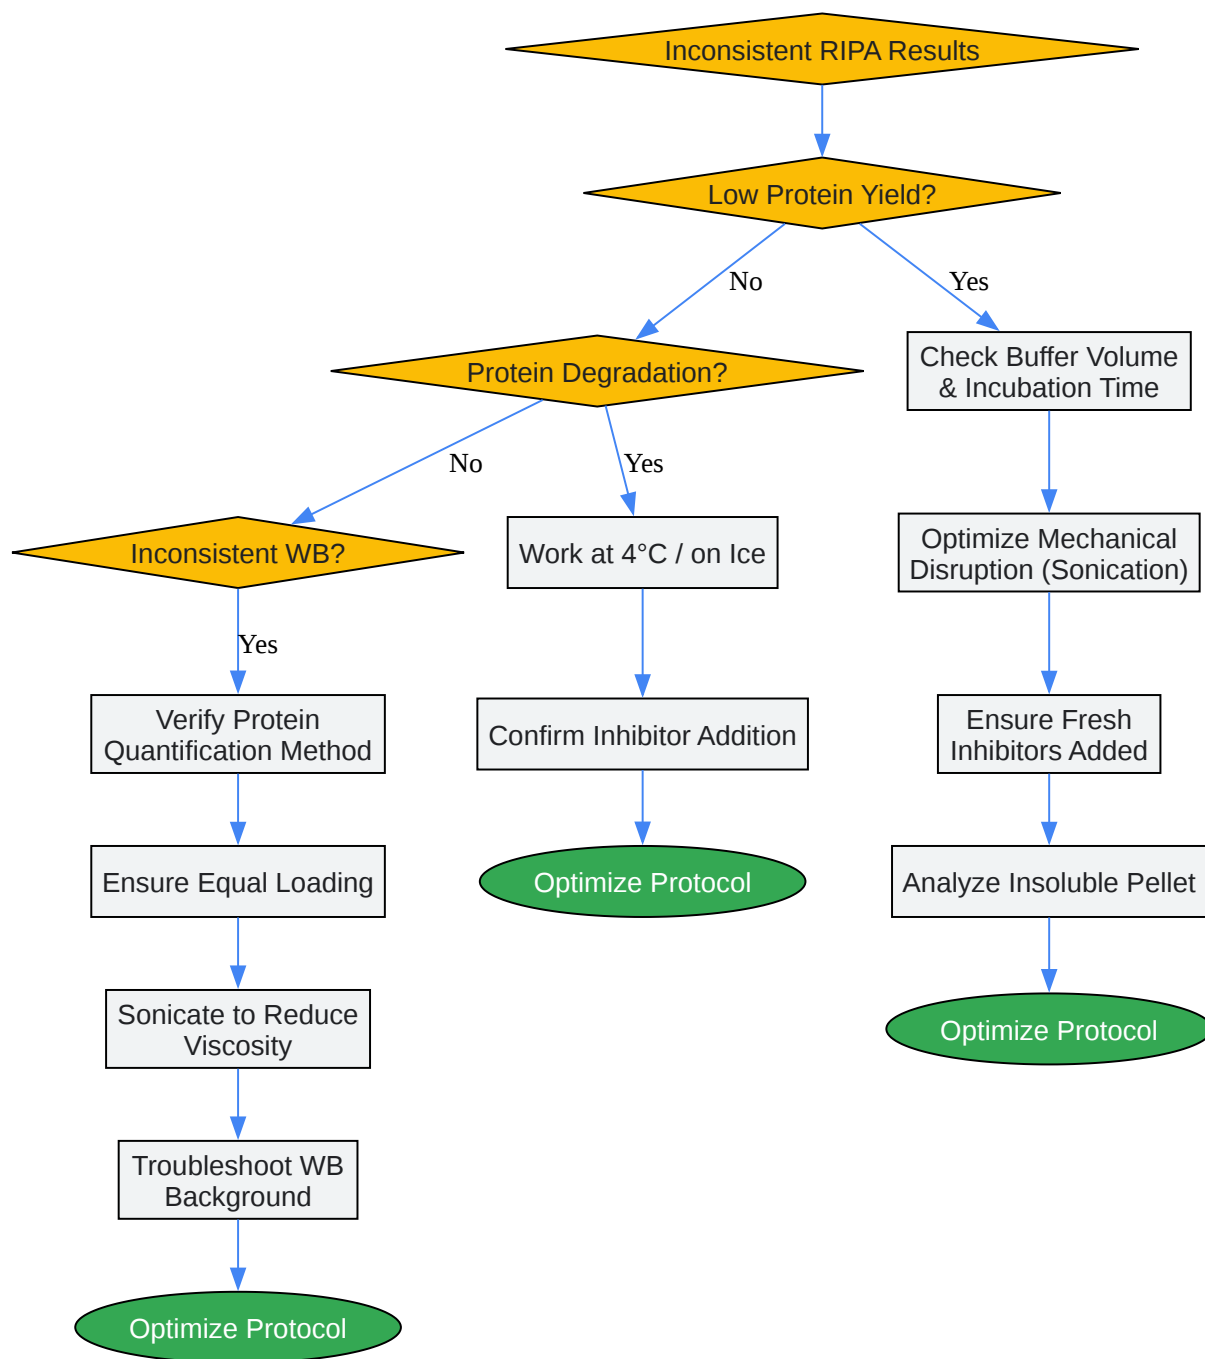 Inconsistent RIPA Results
Low Protein Yield?
No
Yes
Protein Degradation?
Check Buffer Volume
& Incubation Time
No
Yes
Inconsistent WB?
Work at 4°C / on Ice
Optimize Mechanical
Disruption (Sonication)
Yes
Verify Protein
Quantification Method
Confirm Inhibitor Addition
Ensure Fresh
Inhibitors Added
Ensure Equal Loading
Optimize Protocol
Analyze Insoluble Pellet
Sonicate to Reduce
Viscosity
Optimize Protocol
Troubleshoot WB
Background
Optimize Protocol